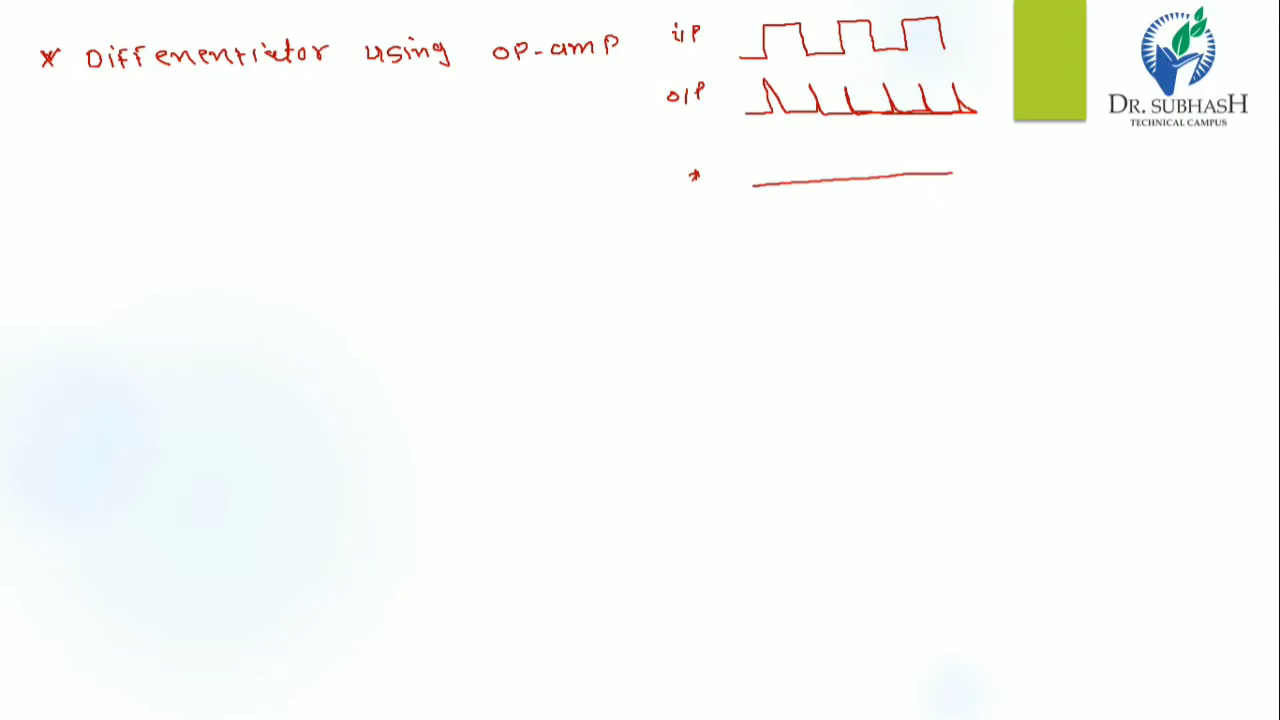 * Differentiator using op-amp
i/P
o/P
*
DR. SUBHASH
TECHNICAL CAMPUS